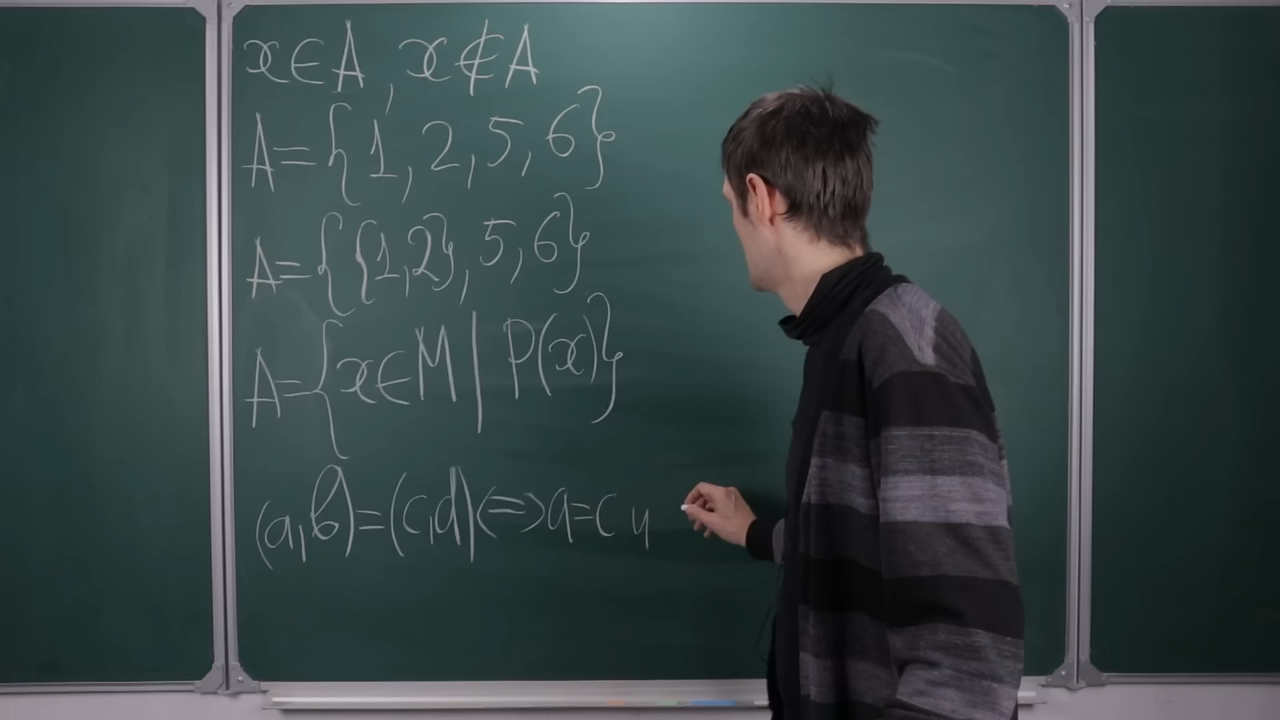 x∈A, x∉A
A={1,2,5,6}
A={{1,2},5,6}
A={x∈M | P(x)}
(a,b)=(c,d)<=>a=c и